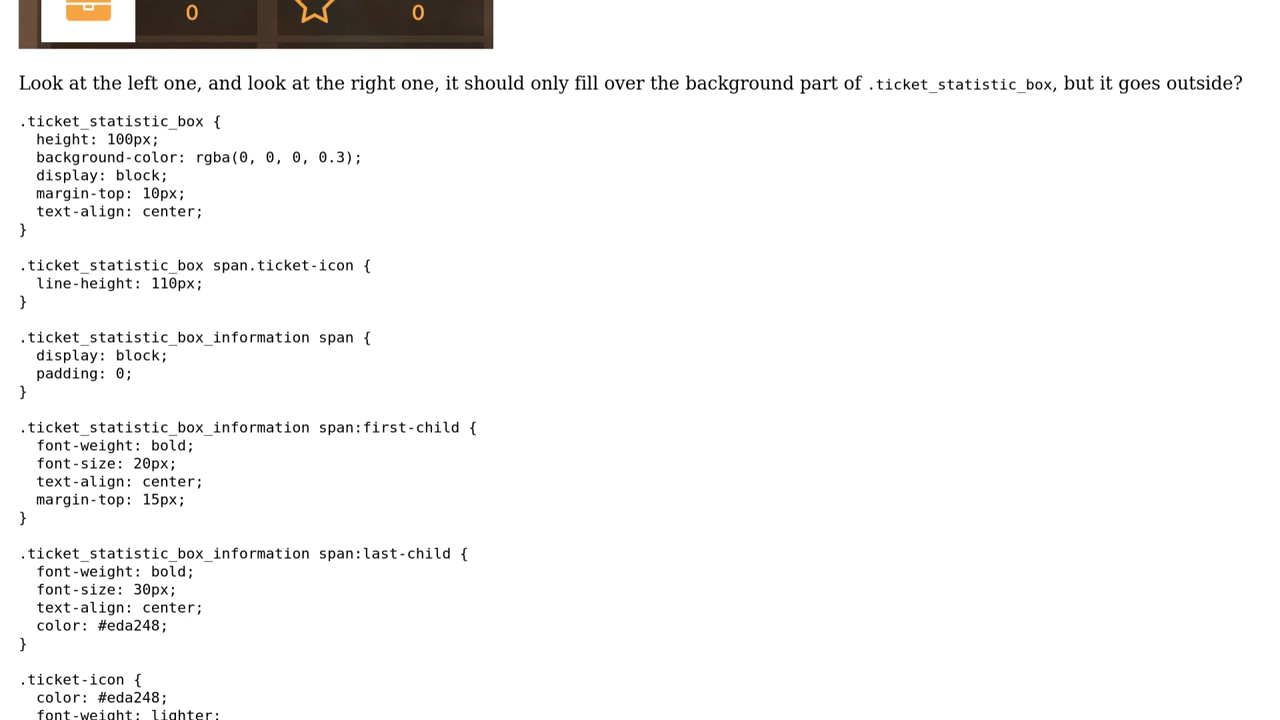 0 0
Look at the left one, and look at the right one, it should only fill over the background part of .ticket_statistic_box, but it goes outside?
.ticket_statistic_box {
  height: 100px;
  background-color: rgba(0, 0, 0, 0.3);
  display: block;
  margin-top: 10px;
  text-align: center;
}
.ticket_statistic_box span.ticket-icon {
  line-height: 110px;
}
.ticket_statistic_box_information span {
  display: block;
  padding: 0;
}
.ticket_statistic_box_information span:first-child {
  font-weight: bold;
  font-size: 20px;
  text-align: center;
  margin-top: 15px;
}
.ticket_statistic_box_information span:last-child {
  font-weight: bold;
  font-size: 30px;
  text-align: center;
  color: #eda248;
}
.ticket-icon {
  color: #eda248;
  font-weight: lighter;